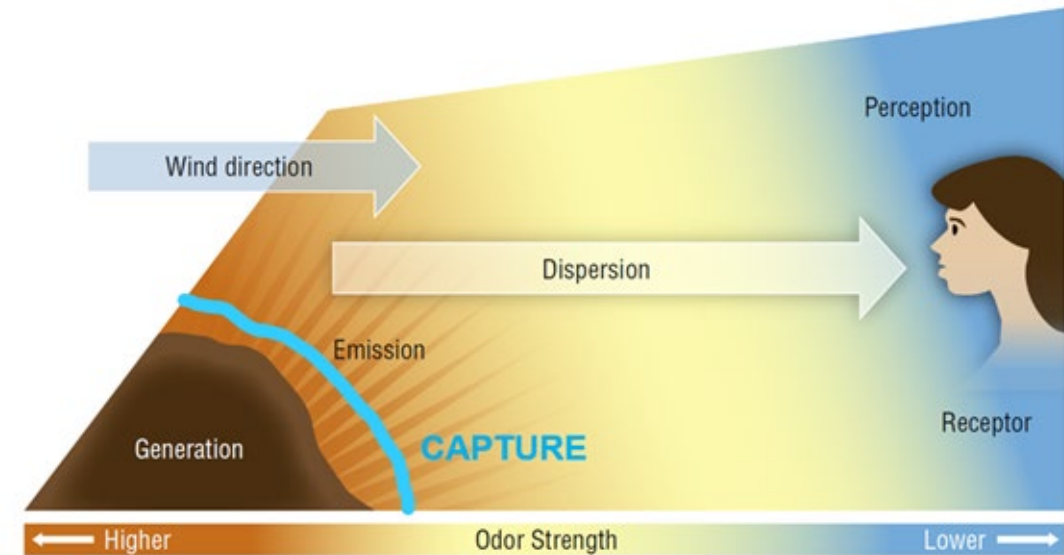 Perception
Wind direction
Dispersion
Emission
Receptor
Generation
CAPTURE
Higher
Odor Strength
Lower